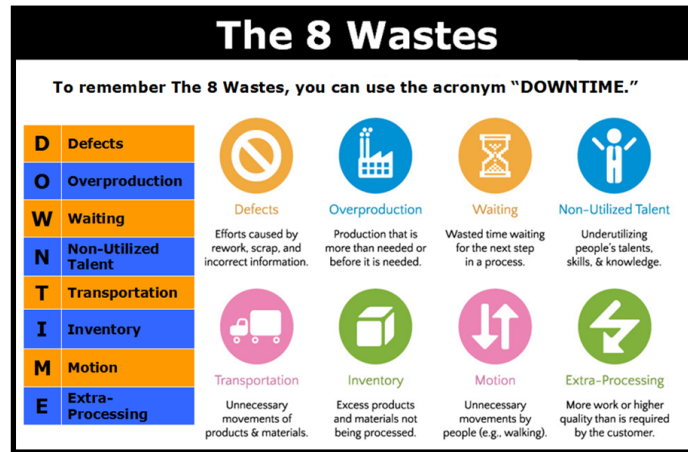 The 8 Wastes
To remember The 8 Wastes, you can use the acronym “DOWNTIME.”
D Defects
O Overproduction
W Waiting
N Non-Utilized
Talent
T Transportation
I Inventory
M Motion
E Extra-
Processing
Defects
Efforts caused by
rework, scrap, and
incorrect information.
Overproduction
Production that is
more than needed or
before it is needed.
Waiting
Wasted time waiting
for the next step
in a process.
Non-Utilized Talent
Underutilizing
people's talents,
skills, & knowledge.
Transportation
Unnecessary
movements of
products & materials.
Inventory
Excess products
and materials not
being processed.
Motion
Unnecessary
movements by
people (e.g., walking).
Extra-Processing
More work or higher
quality than is required
by the customer.